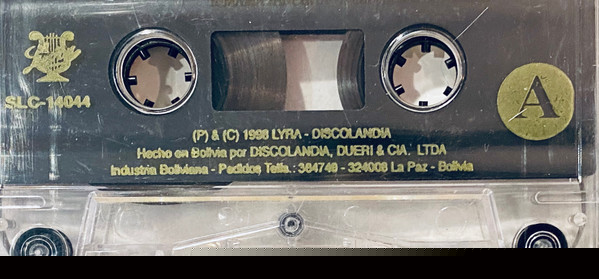 SLC-14044
A
(P) & (C) 1998 LYRA - DISCOLANDIA
Hecho en Bolivia por DISCOLANDIA, DUERI & CIA. LTDA
Industria Boliviana - Pedidos Telfs.: 364749 - 324008 La Paz - Bolivia